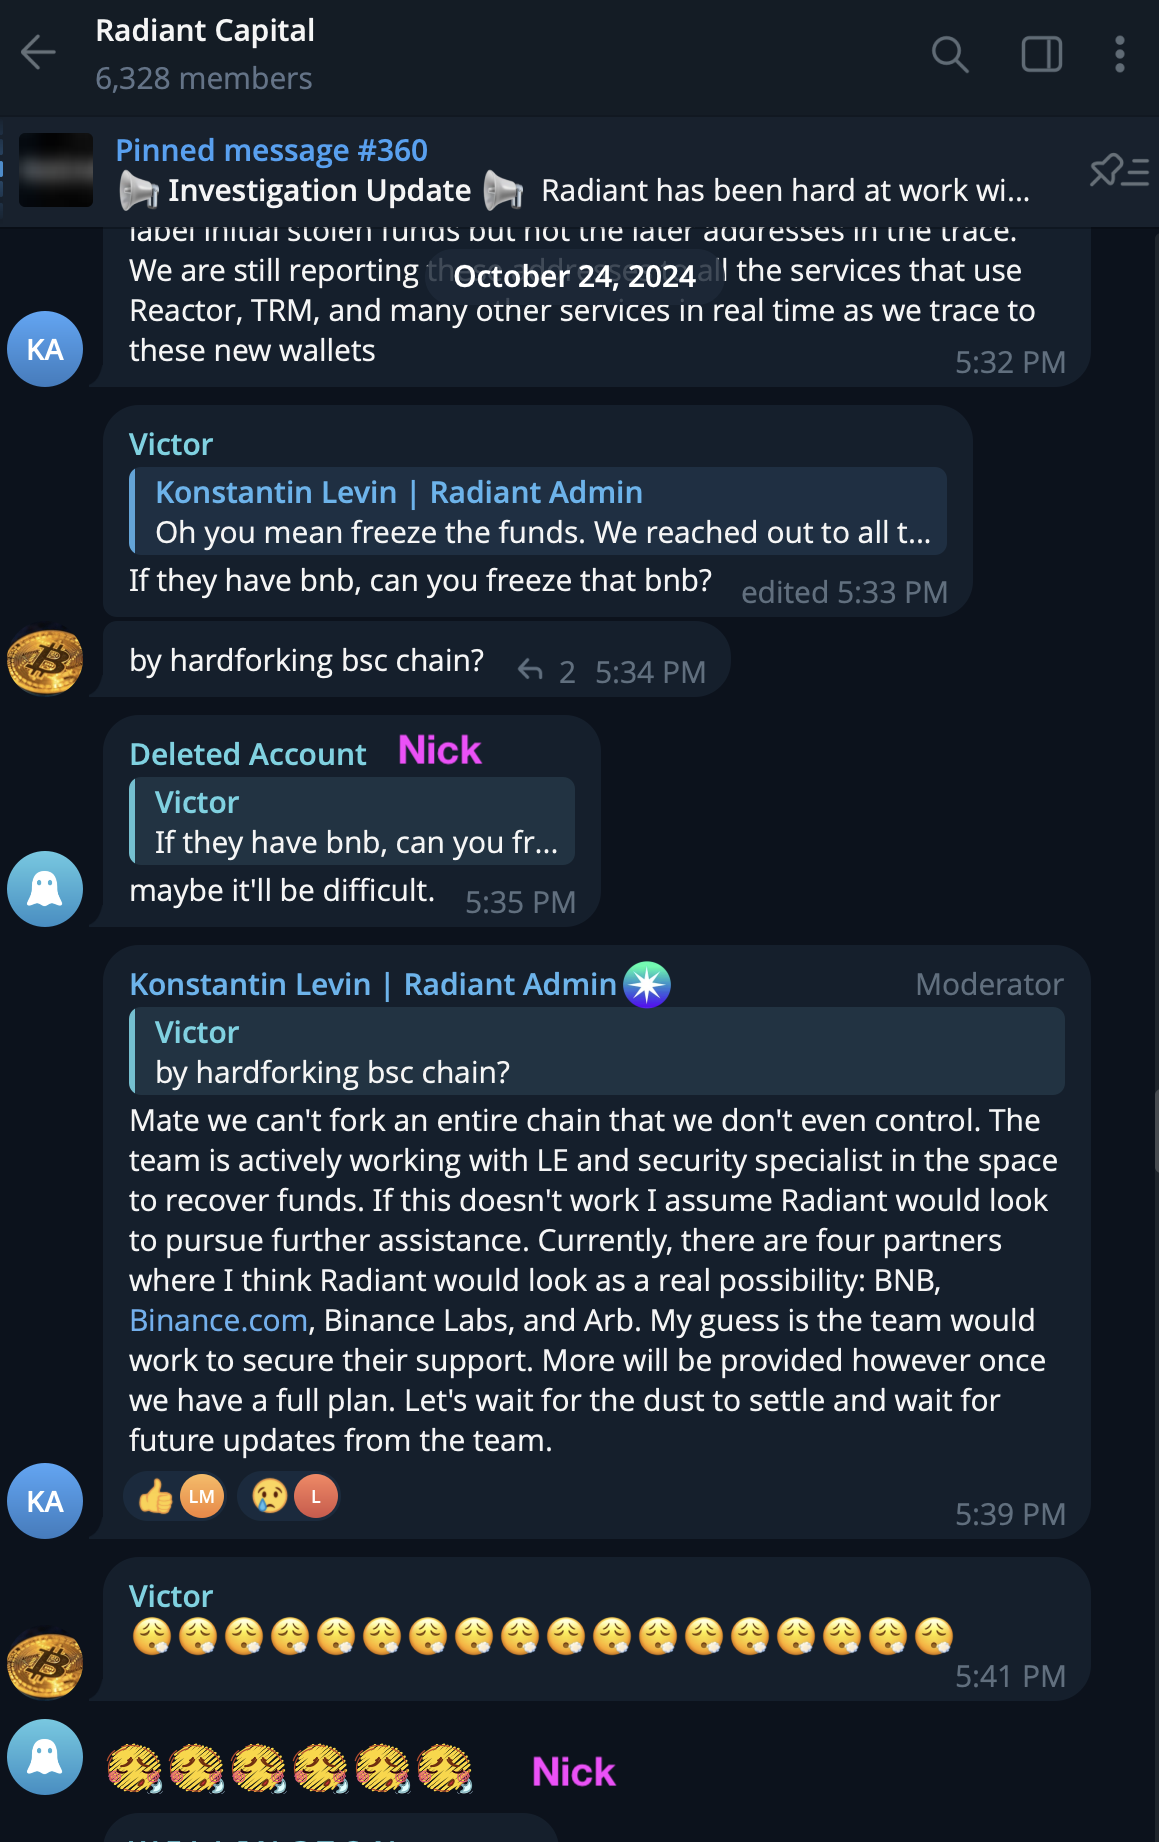 Radiant Capital
6,328 members
Pinned message #360
Investigation Update Radiant has been hard at work wi...
label initial stolen funds but not the later addresses in the trace.
October 24, 2024
We are still reporting these addresses to all the services that use
Reactor, TRM, and many other services in real time as we trace to
these new wallets
KA
5:32 PM
Victor
Konstantin Levin | Radiant Admin
Oh you mean freeze the funds. We reached out to all t...
If they have bnb, can you freeze that bnb?
edited 5:33 PM
by hardforking bsc chain?
2 5:34 PM
Deleted Account Nick
Victor
If they have bnb, can you fr...
maybe it'll be difficult.
5:35 PM
Konstantin Levin | Radiant Admin
Moderator
Victor
by hardforking bsc chain?
Mate we can't fork an entire chain that we don't even control. The
team is actively working with LE and security specialist in the space
to recover funds. If this doesn't work I assume Radiant would look
to pursue further assistance. Currently, there are four partners
where I think Radiant would look as a real possibility: BNB,
Binance.com, Binance Labs, and Arb. My guess is the team would
work to secure their support. More will be provided however once
we have a full plan. Let's wait for the dust to settle and wait for
future updates from the team.
KA
LM
L
5:39 PM
Victor
5:41 PM
Nick